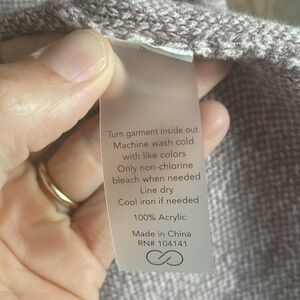 Turn garment inside out
Machine wash cold
with like colors
Only non-chlorine
bleach when needed
Line dry
Cool iron if needed
100% Acrylic
Made in China
RN# 104141